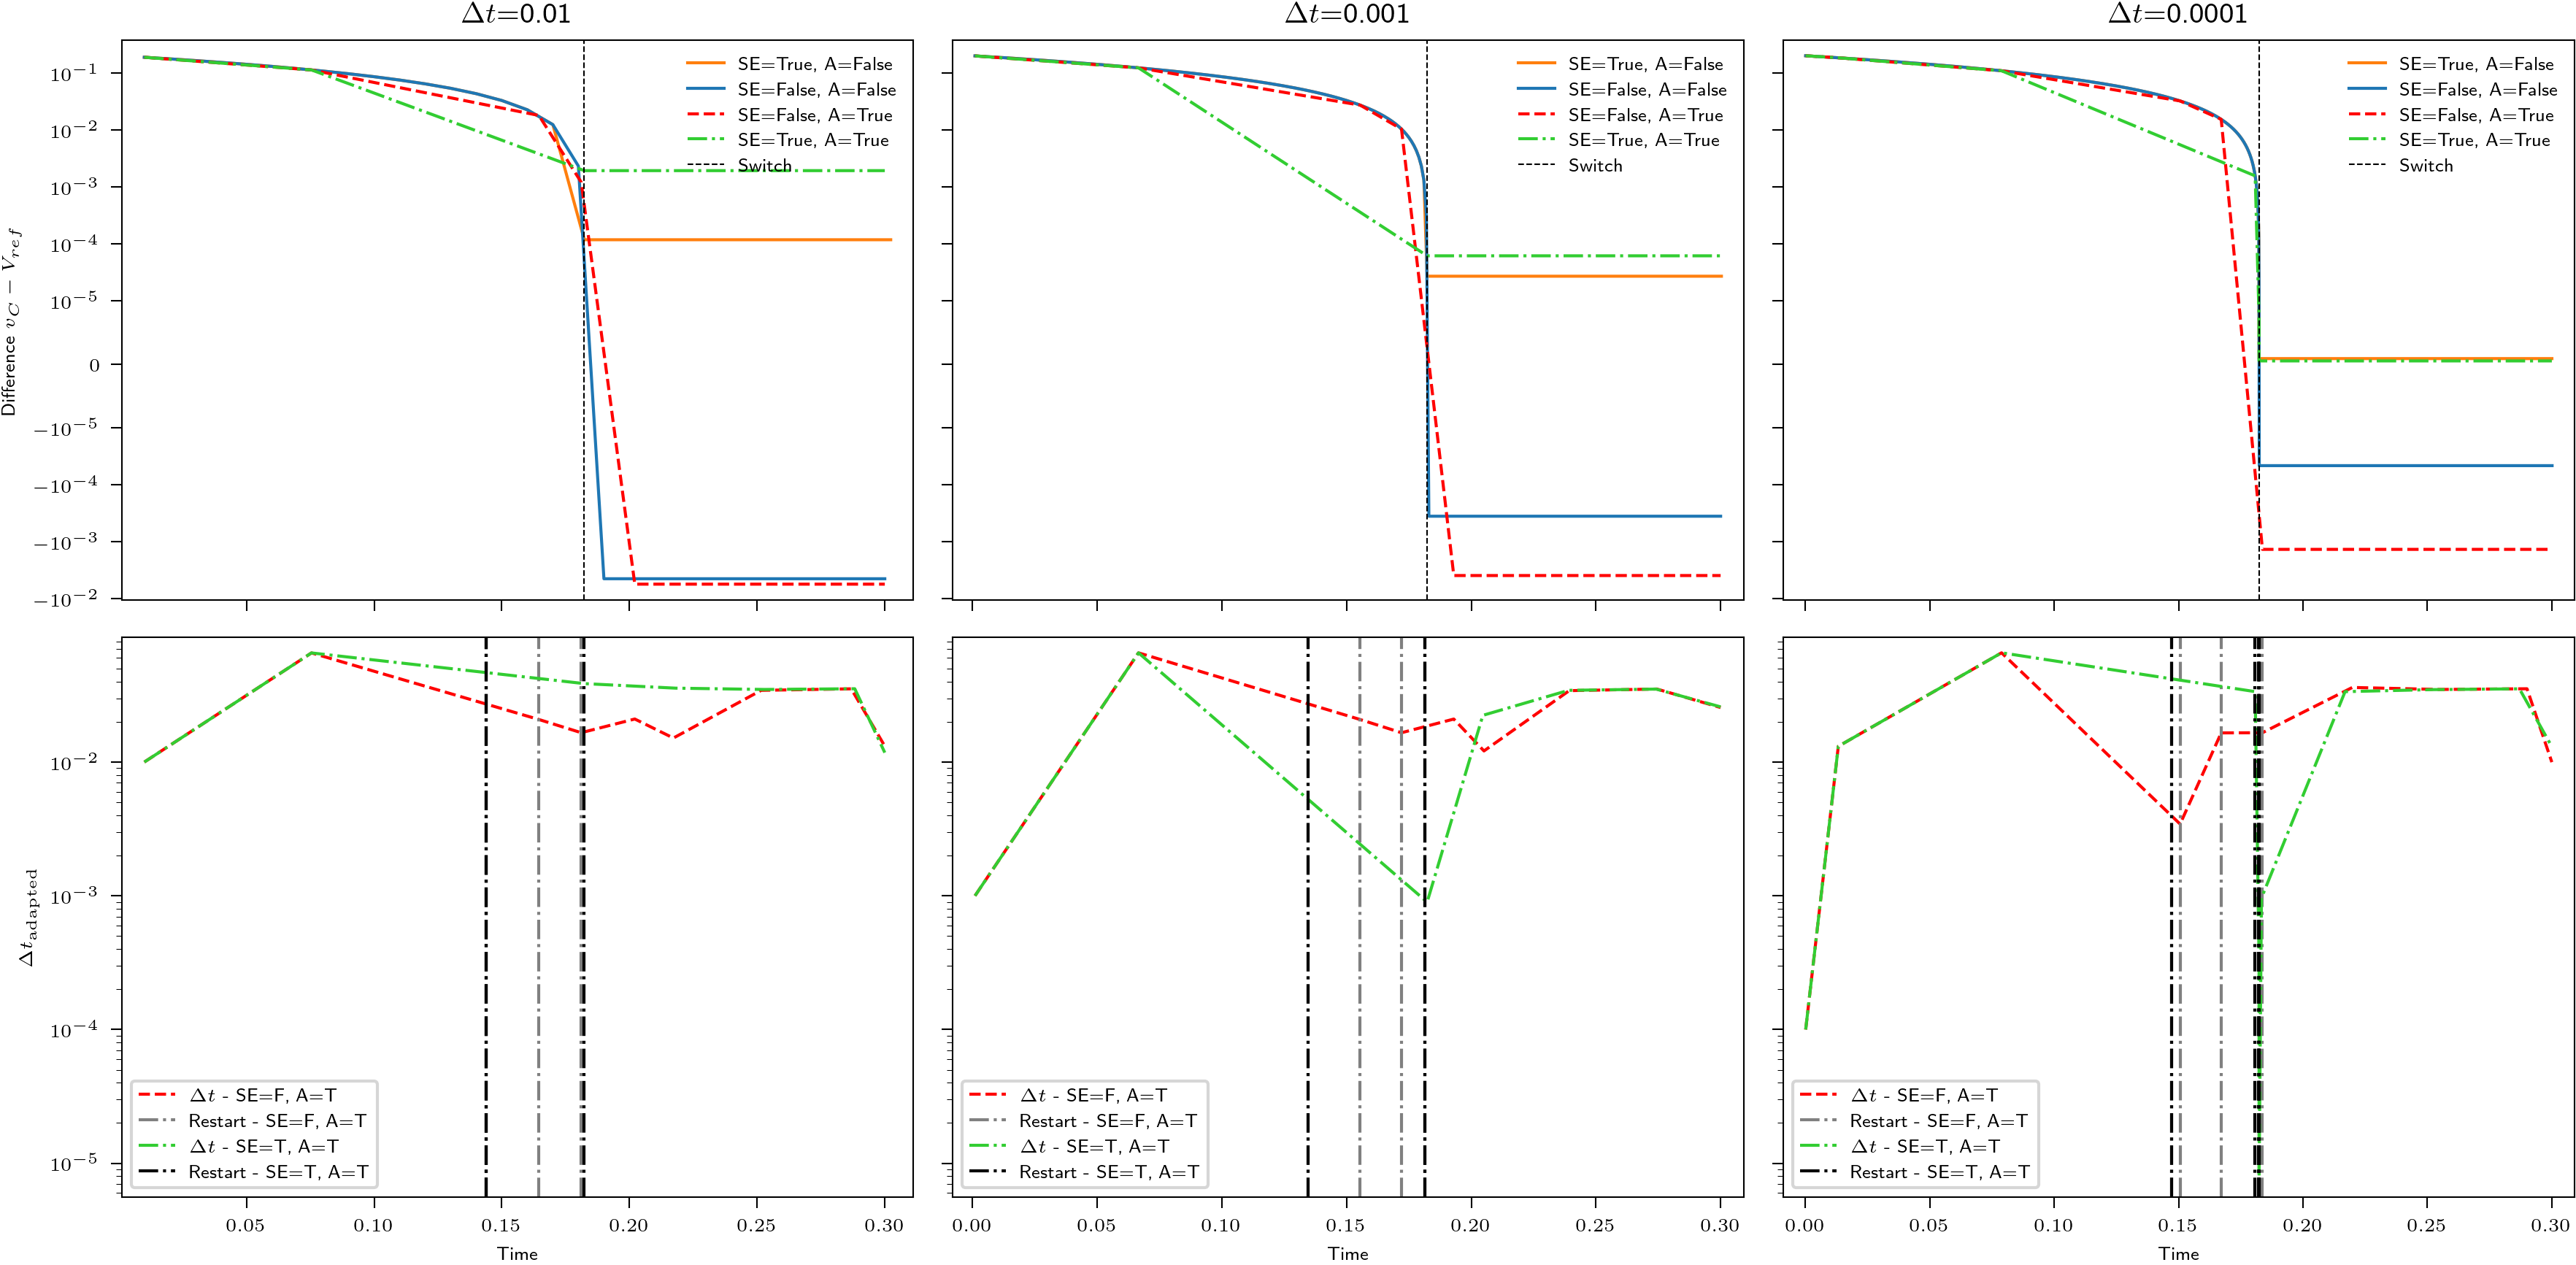 Δt=0.01
Δt=0.001
Δt=0.0001
Difference v_C − V_ref
10^−1
10^−2
10^−3
10^−4
10^−5
0
−10^−5
−10^−4
−10^−3
−10^−2
SE=True, A=False
SE=False, A=False
SE=False, A=True
SE=True, A=True
Switch
SE=True, A=False
SE=False, A=False
SE=False, A=True
SE=True, A=True
Switch
SE=True, A=False
SE=False, A=False
SE=False, A=True
SE=True, A=True
Switch
Δt_adapted
10^−2
10^−3
10^−4
10^−5
Δt - SE=F, A=T
Restart - SE=F, A=T
Δt - SE=T, A=T
Restart - SE=T, A=T
Δt - SE=F, A=T
Restart - SE=F, A=T
Δt - SE=T, A=T
Restart - SE=T, A=T
Δt - SE=F, A=T
Restart - SE=F, A=T
Δt - SE=T, A=T
Restart - SE=T, A=T
0.05 0.10 0.15 0.20 0.25 0.30
0.00 0.05 0.10 0.15 0.20 0.25 0.30
0.00 0.05 0.10 0.15 0.20 0.25 0.30
Time
Time
Time